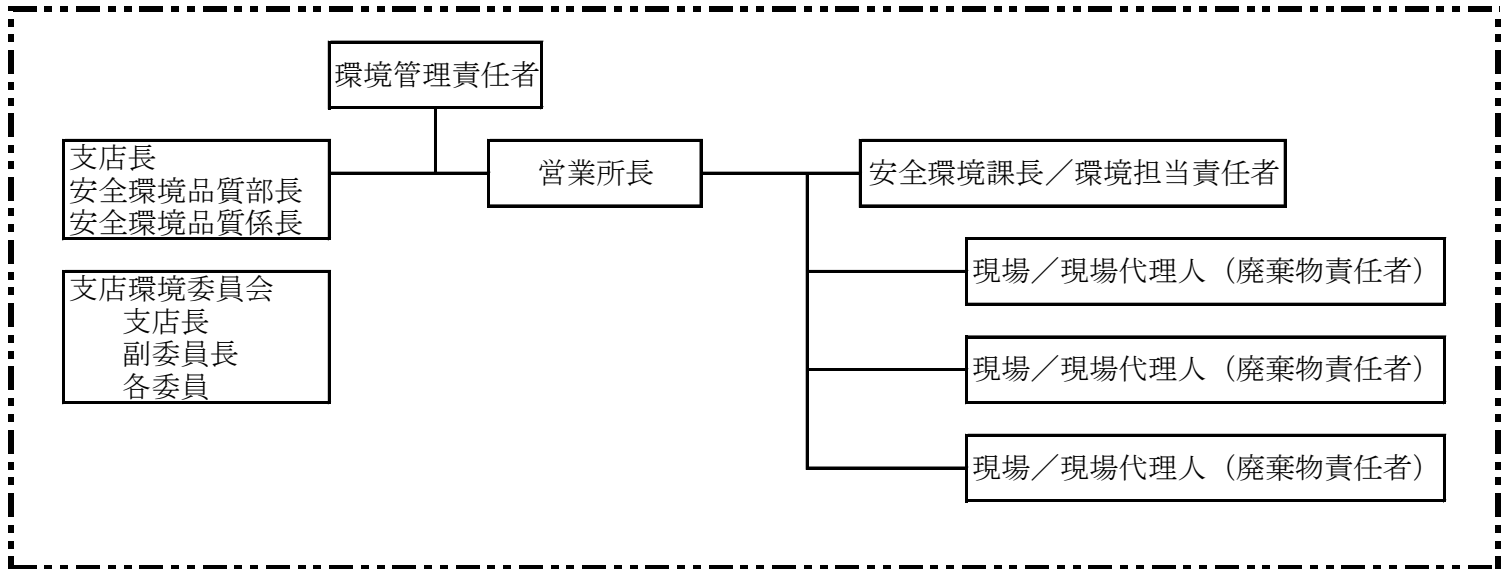 環境管理責任者
支店長
安全環境品質部長
安全環境品質係長
営業所長
安全環境課長／環境担当責任者
支店環境委員会
支店長
副委員長
各委員
現場／現場代理人（廃棄物責任者）
現場／現場代理人（廃棄物責任者）
現場／現場代理人（廃棄物責任者）